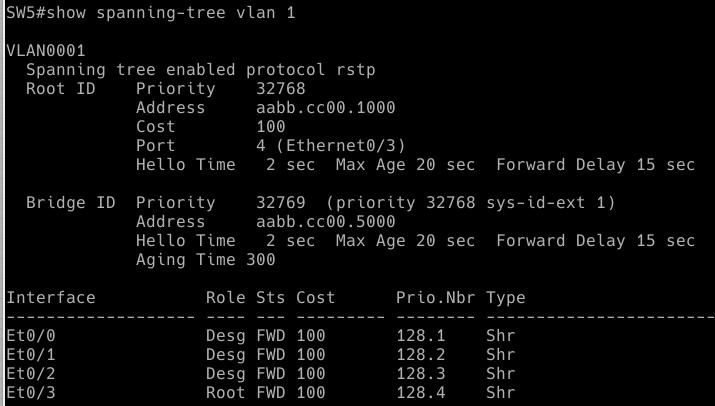 SW5#show spanning-tree vlan 1

VLAN0001
  Spanning tree enabled protocol rstp
  Root ID    Priority    32768
             Address     aabb.cc00.1000
             Cost        100
             Port        4 (Ethernet0/3)
             Hello Time   2 sec  Max Age 20 sec  Forward Delay 15 sec

  Bridge ID  Priority    32769  (priority 32768 sys-id-ext 1)
             Address     aabb.cc00.5000
             Hello Time   2 sec  Max Age 20 sec  Forward Delay 15 sec
             Aging Time 300

Interface           Role Sts Cost      Prio.Nbr Type
------------------- ---- --- --------- -------- -----------------------
Et0/0               Desg FWD 100       128.1    Shr
Et0/1               Desg FWD 100       128.2    Shr
Et0/2               Desg FWD 100       128.3    Shr
Et0/3               Root FWD 100       128.4    Shr